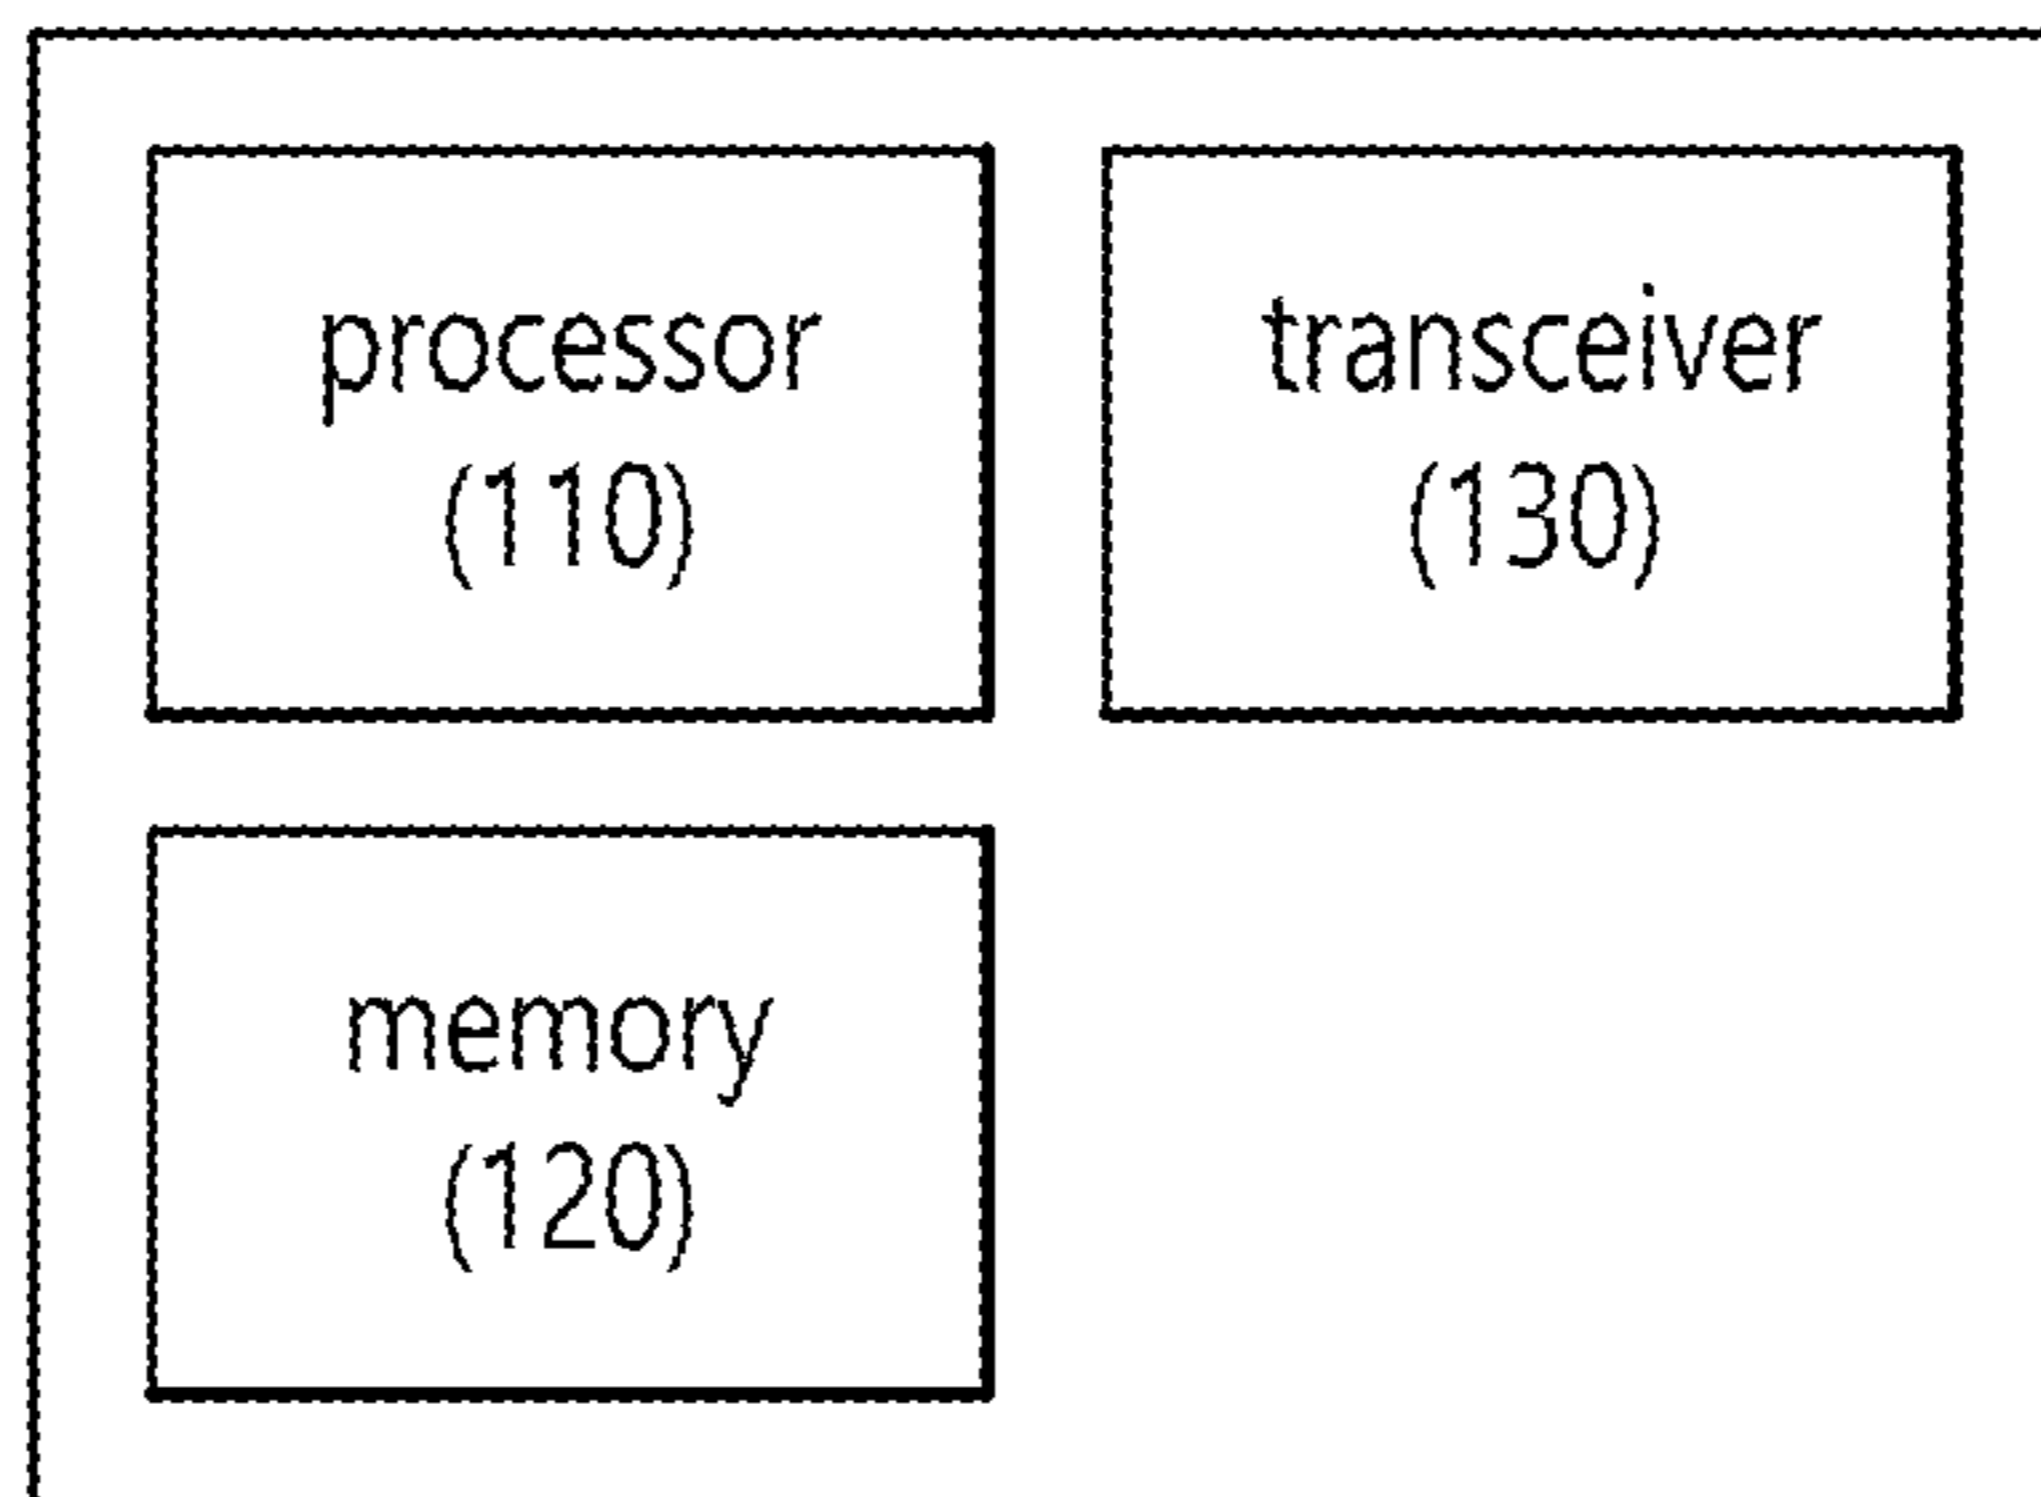 processor
(110)
transceiver
(130)
memory
(120)